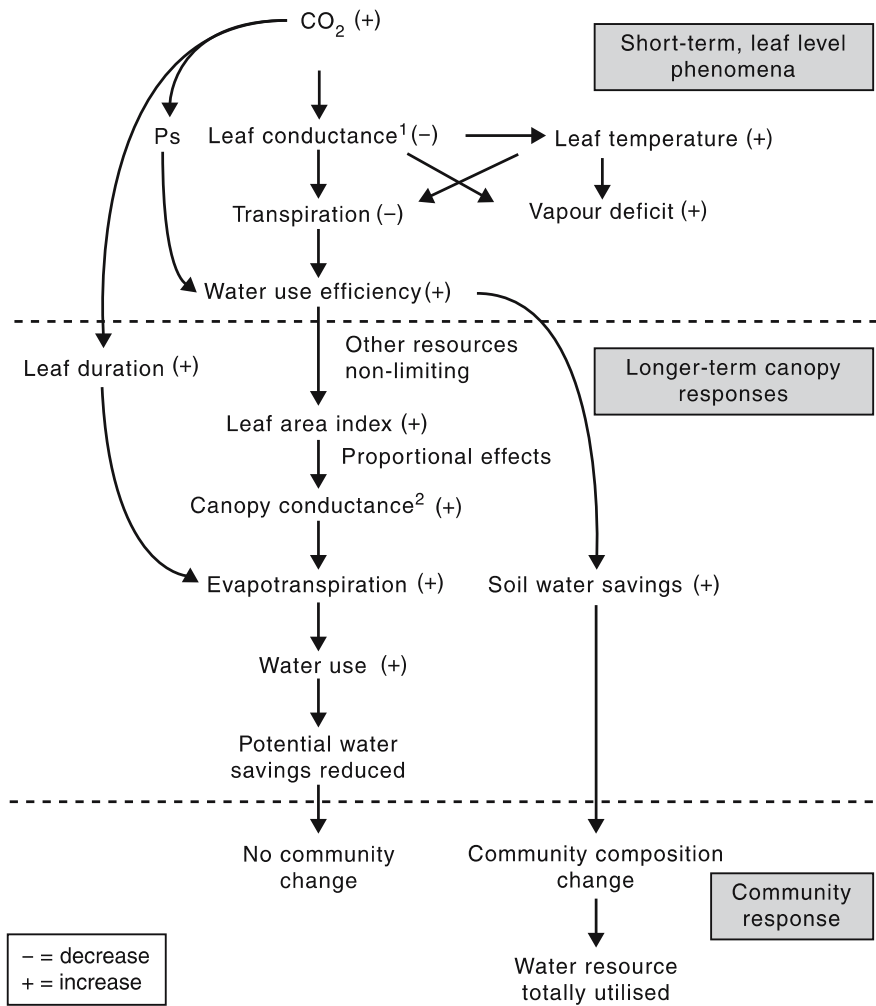 CO₂ (+)
Short-term, leaf level
phenomena
Ps
Leaf conductance¹ (–)
Leaf temperature (+)
Transpiration (–)
Vapour deficit (+)
Water use efficiency (+)
Other resources
non-limiting
Leaf duration (+)
Longer-term canopy
responses
Leaf area index (+)
Proportional effects
Canopy conductance² (+)
Evapotranspiration (+)
Soil water savings (+)
Water use (+)
Potential water
savings reduced
No community
change
Community composition
change
Community
response
– = decrease
+ = increase
Water resource
totally utilised